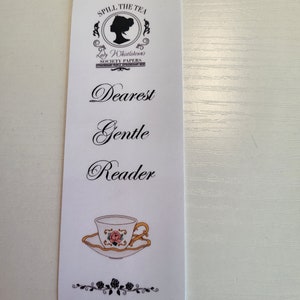 SPILL THE TEA
Lady Whistledown's
SOCIETY PAPERS
Dearest
Gentle
Reader